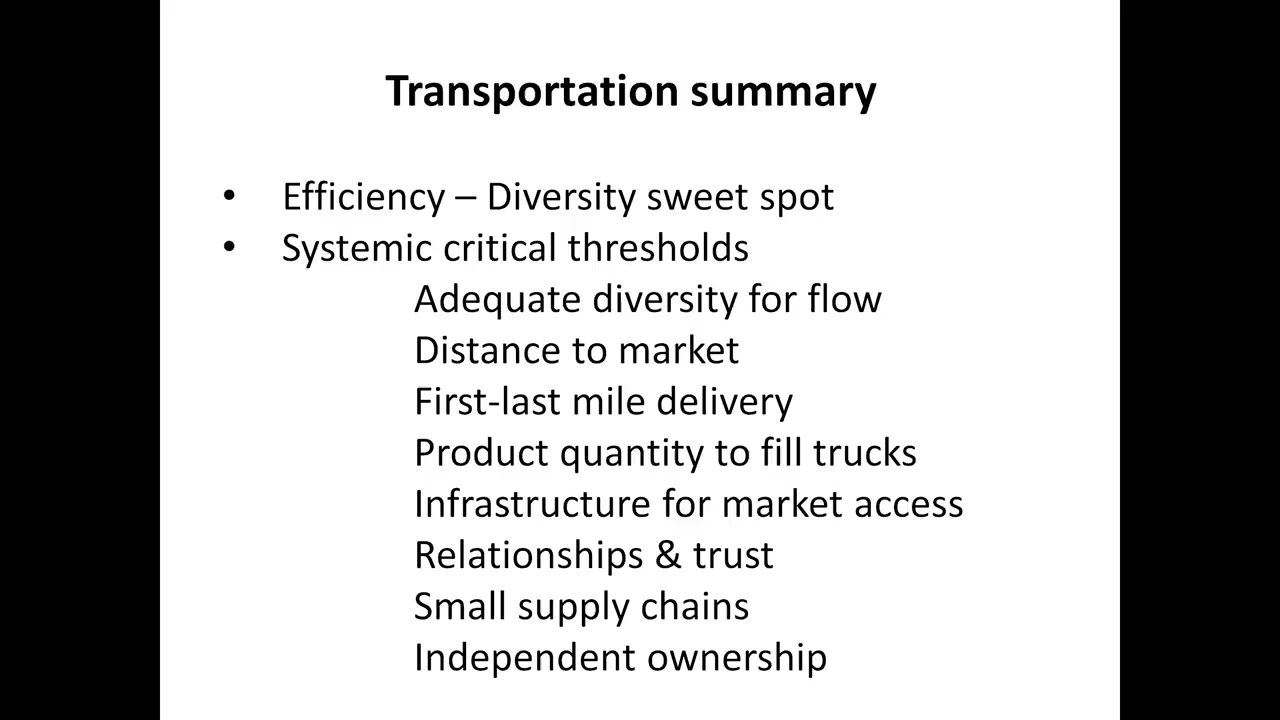 Transportation summary
• Efficiency – Diversity sweet spot
• Systemic critical thresholds
Adequate diversity for flow
Distance to market
First-last mile delivery
Product quantity to fill trucks
Infrastructure for market access
Relationships & trust
Small supply chains
Independent ownership